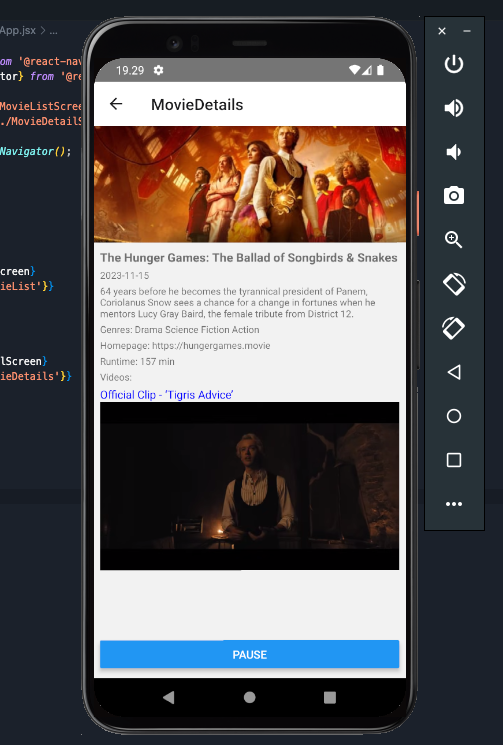 App.jsx > ...
om '@react-nav
tor} from '@re
MovieListScree
./MovieDetailS
Navigator();
creen}
ieList'}}
lScreen}
ieDetails'}}
19.29
MovieDetails
The Hunger Games: The Ballad of Songbirds & Snakes
2023-11-15
64 years before he becomes the tyrannical president of Panem,
Coriolanus Snow sees a chance for a change in fortunes when he
mentors Lucy Gray Baird, the female tribute from District 12.
Genres: Drama Science Fiction Action
Homepage: https://hungergames.movie
Runtime: 157 min
Videos:
Official Clip - ‘Tigris Advice’
PAUSE